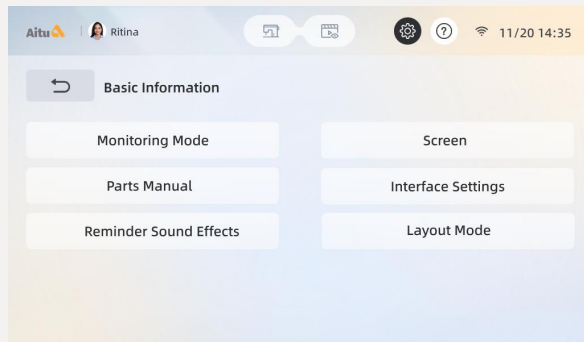 Aitu Ritina ? 11/20 14:35
Basic Information
Monitoring Mode Screen
Parts Manual Interface Settings
Reminder Sound Effects Layout Mode